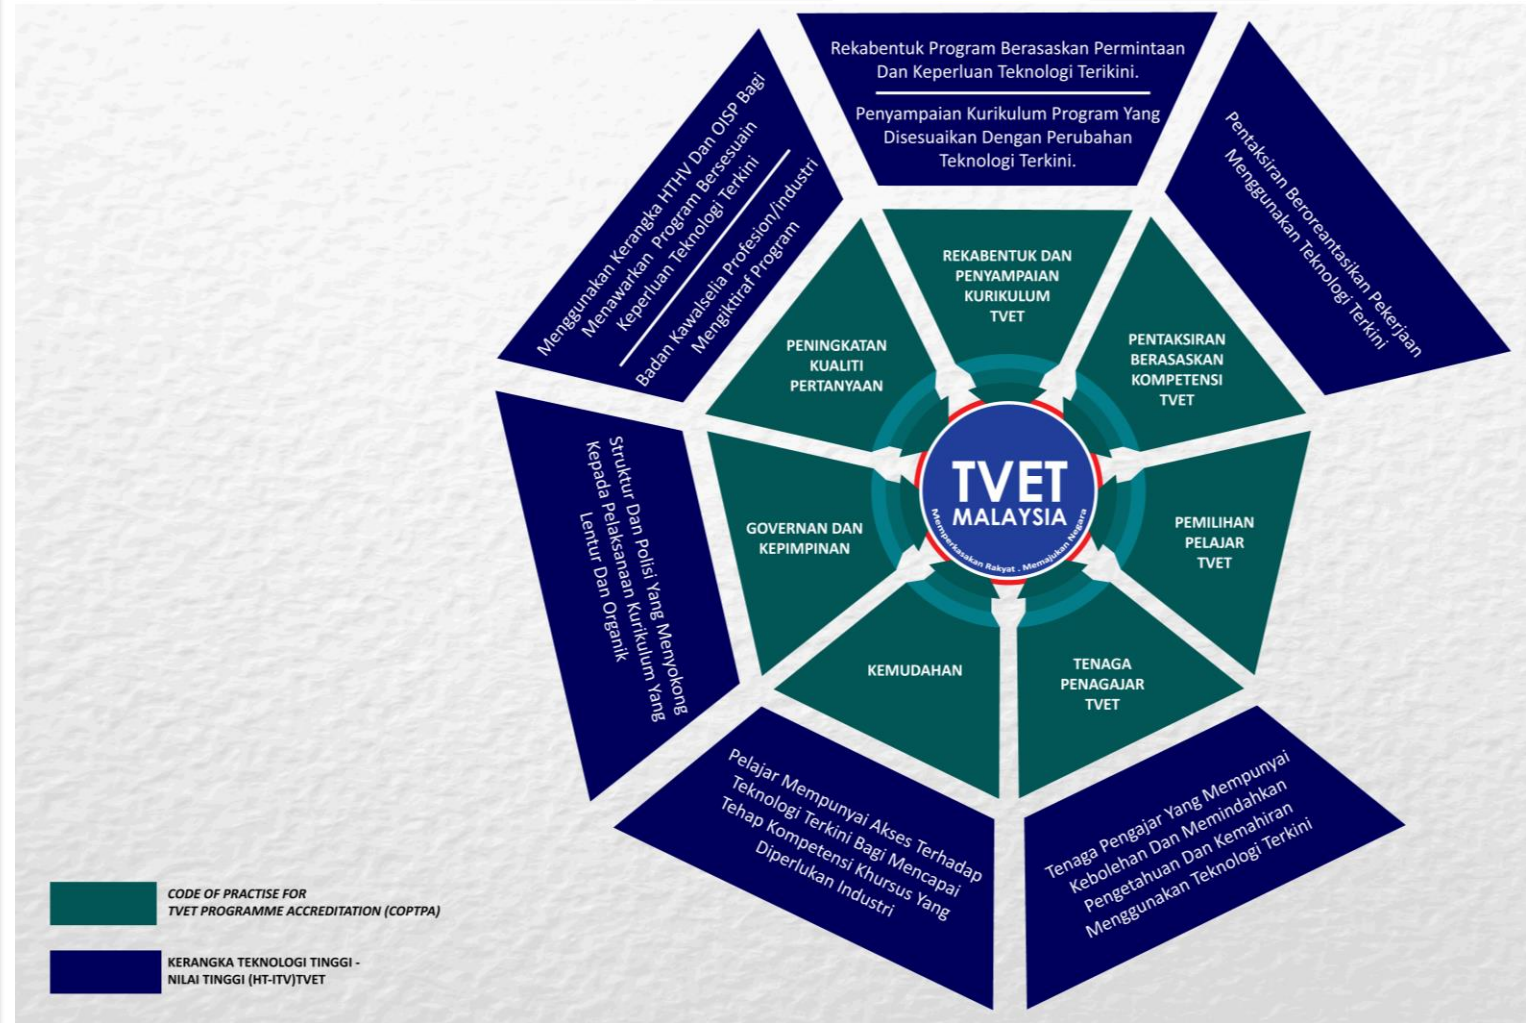 Rekabentuk Program Berasaskan Permintaan
Dan Keperluan Teknologi Terikini.
Penyampaian Kurikulum Program Yang
Disesuaikan Dengan Perubahan
Teknologi Terkini.
Pentaksiran Beroreantasikan Pekerjaan
Menggunakan Teknologi Terkini
Menggunakan Kerangka HTHV Dan OISP Bagi
Menawarkan Program Bersesuain
Keperluan Teknologi Terkini
Badan Kawalselia Profesion/industri
Mengiktiraf Program
REKABENTUK DAN
PENYAMPAIAN
KURIKULUM
TVET
PENTAKSIRAN
BERASASKAN
KOMPETENSI
TVET
PENINGKATAN
KUALITI
PERTANYAAN
TVET
MALAYSIA
Memperkasakan Rakyat . Memajukan Negara
GOVERNAN DAN
KEPIMPINAN
PEMILIHAN
PELAJAR
TVET
KEMUDAHAN
TENAGA
PENAGAJAR
TVET
Struktur Dan Polisi Yang Menyokong
Kepada Pelaksanaan Kurikulum Yang
Lentur Dan Organik
Pelajar Mempunyai Akses Terhadap
Teknologi Terkini Bagi Mencapai
Tehap Kompetensi Khursus Yang
Diperlukan Industri
Tenaga Pengajar Yang Mempunyai
Kebolehan Dan Memindahkan
Pengetahuan Dan Kemahiran
Menggunakan Teknologi Terkini
CODE OF PRACTISE FOR
TVET PROGRAMME ACCREDITATION (COPTPA)
KERANGKA TEKNOLOGI TINGGI -
NILAI TINGGI (HT-ITV)TVET